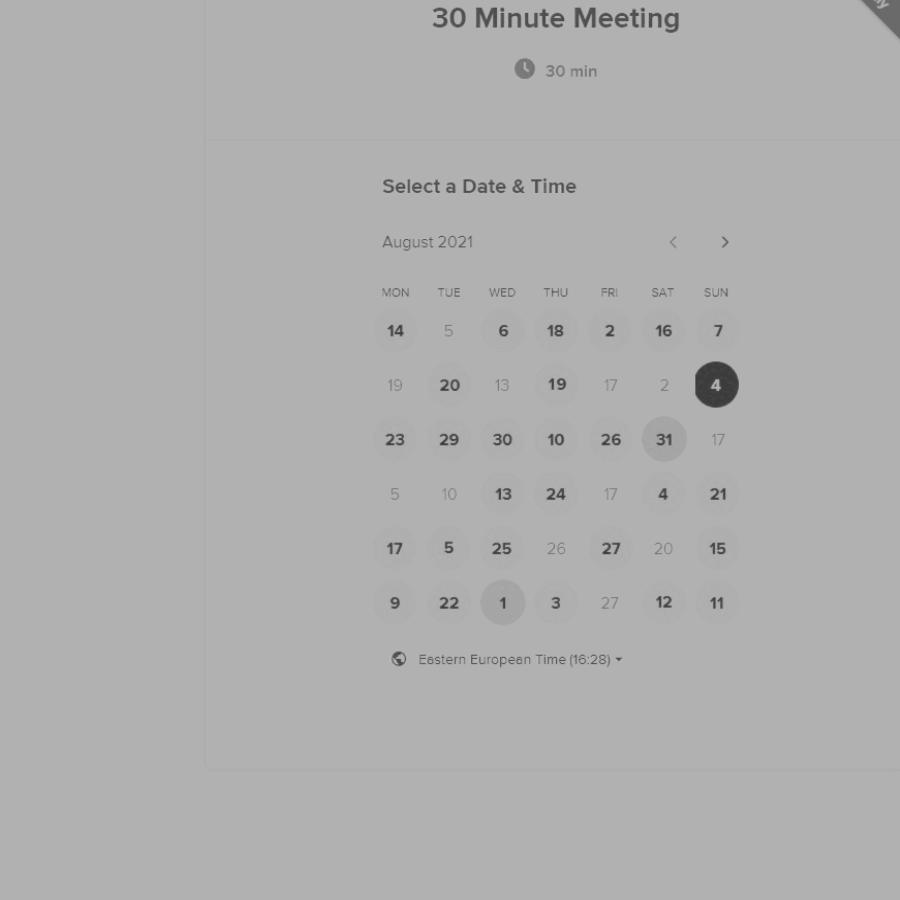 30 Minute Meeting
30 min
Select a Date & Time
August 2021
MON TUE WED THU FRI SAT SUN
14 5 6 18 2 16 7
19 20 13 19 17 2 4
23 29 30 10 26 31 17
5 10 13 24 17 4 21
17 5 25 26 27 20 15
9 22 1 3 27 12 11
Eastern European Time (16:28)